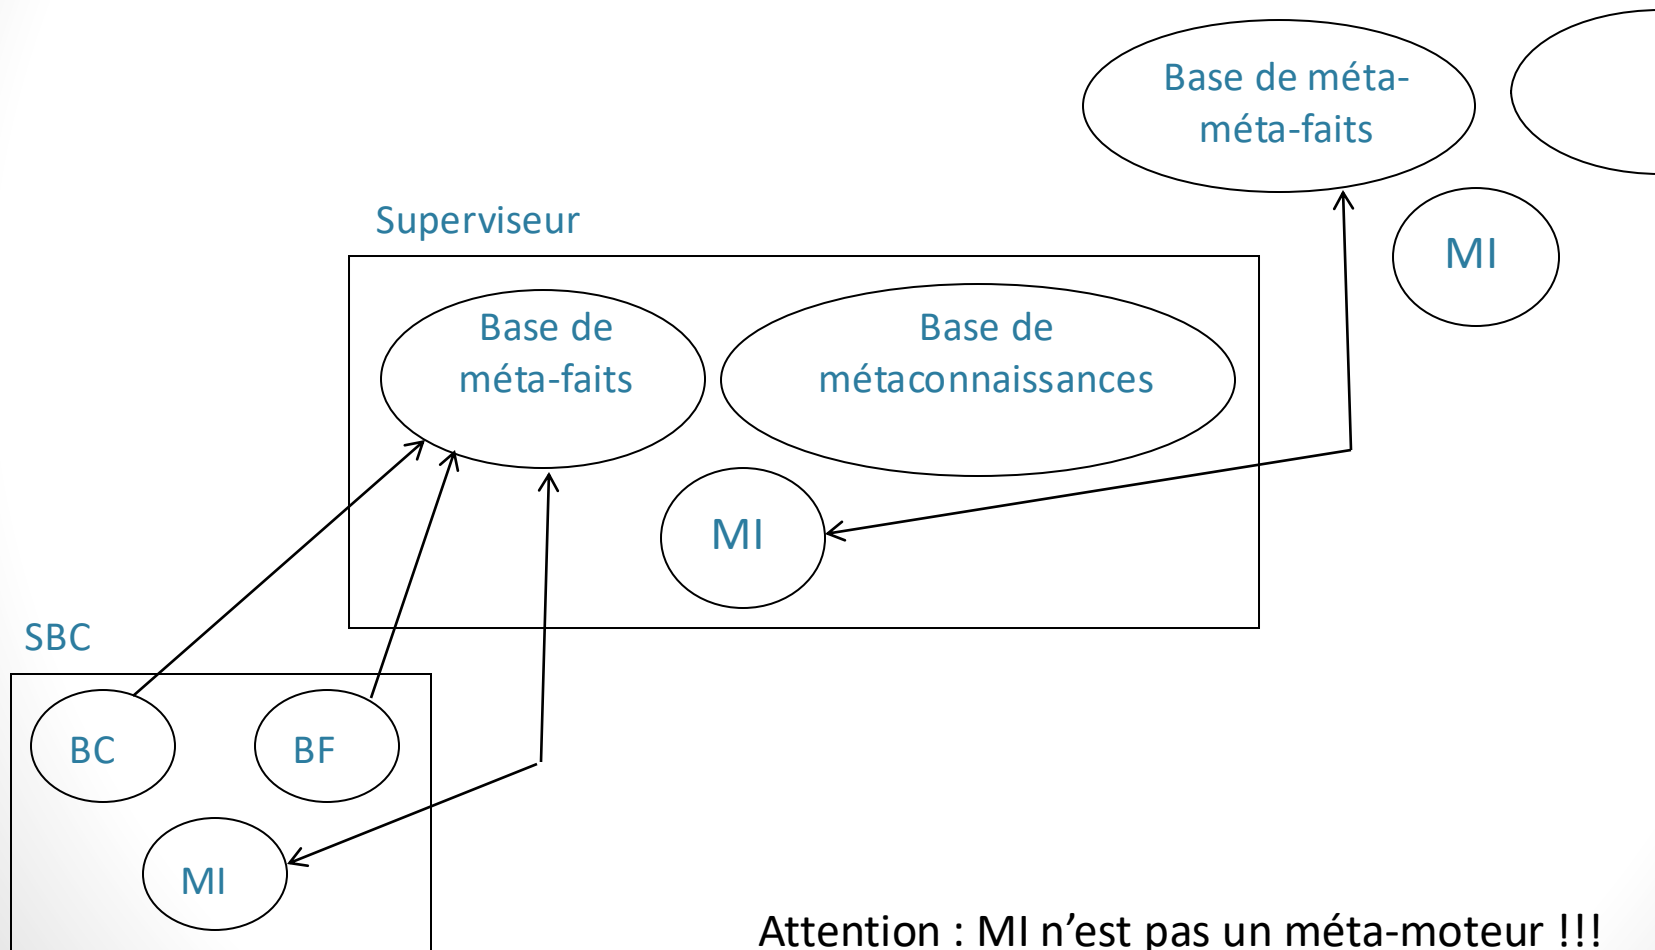 Base de méta-
méta-faits
MI
Superviseur
Base de
méta-faits
Base de
métaconnaissances
MI
SBC
BC
BF
MI
Attention : MI n’est pas un méta-moteur !!!